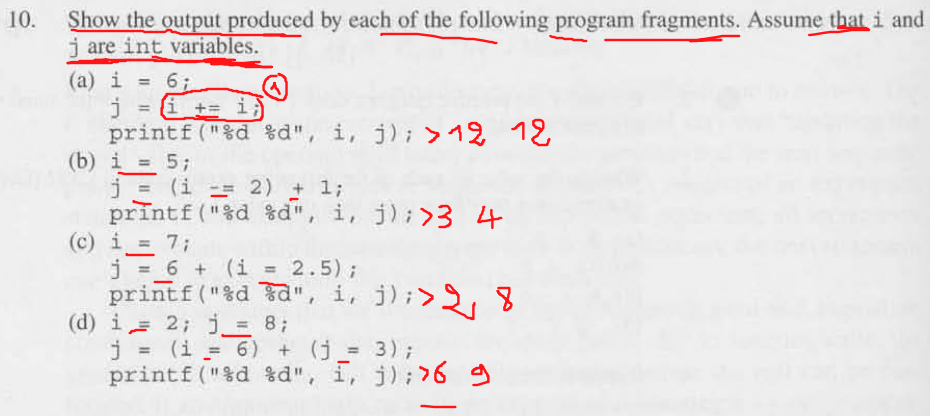 10. Show the output produced by each of the following program fragments. Assume that i and
j are int variables.
(a) i = 6; 1
j = i += i;
printf("%d %d", i, j); >12 12
(b) i = 5;
j = (i -= 2) + 1;
printf("%d %d", i, j); >3 4
(c) i = 7;
j = 6 + (i = 2.5);
printf("%d %d", i, j); >2, 8
(d) i = 2; j = 8;
j = (i = 6) + (j = 3);
printf("%d %d", i, j); >6 9